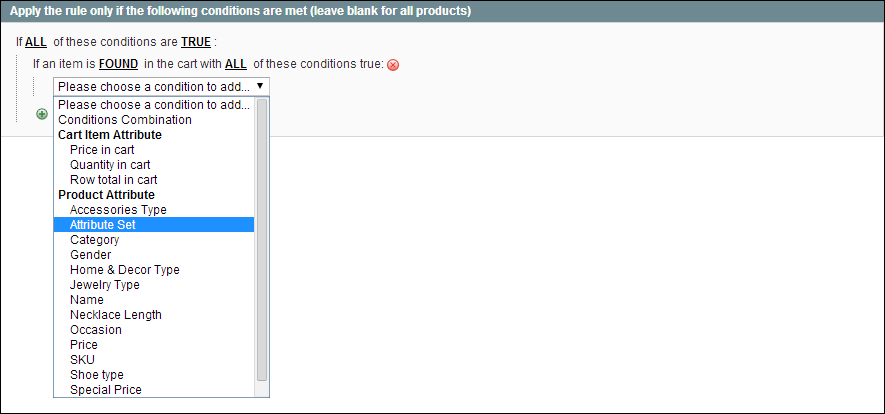 Apply the rule only if the following conditions are met (leave blank for all products)
If ALL of these conditions are TRUE :
If an item is FOUND in the cart with ALL of these conditions true:
Please choose a condition to add...
Please choose a condition to add...
Conditions Combination
Cart Item Attribute
Price in cart
Quantity in cart
Row total in cart
Product Attribute
Accessories Type
Attribute Set
Category
Gender
Home & Decor Type
Jewelry Type
Name
Necklace Length
Occasion
Price
SKU
Shoe type
Special Price